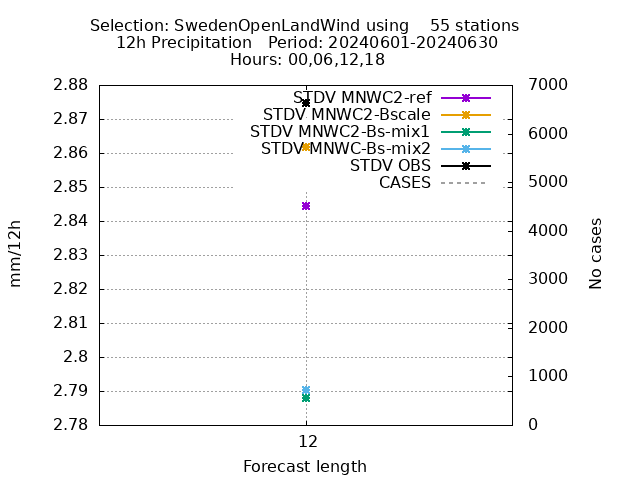 Selection: SwedenOpenLandWind using    55 stations
12h Precipitation   Period: 20240601-20240630
Hours: 00,06,12,18
2.88
2.87
2.86
2.85
2.84
2.83
2.82
2.81
2.8
2.79
2.78
mm/12h
STDV MNWC2-ref
STDV MNWC2-Bscale
STDV MNWC2-Bs-mix1
STDV MNWC-Bs-mix2
STDV OBS
CASES
7000
6000
5000
4000
3000
2000
1000
0
No cases
12
Forecast length